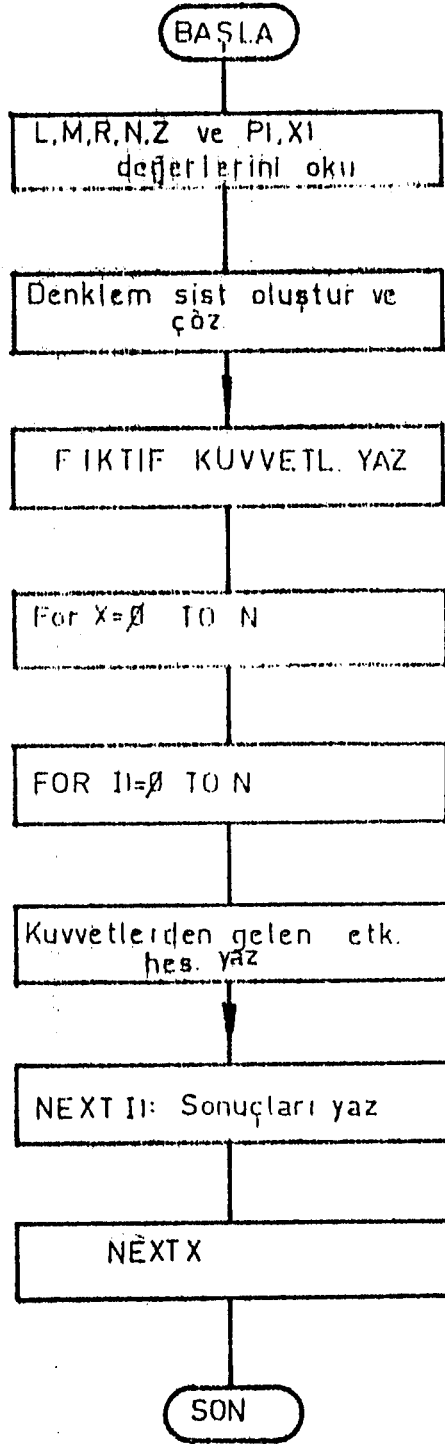 BAŞLA
L,M,R,N,Z ve PI,XI
değerlerini oku
Denklem sist oluştur ve
çöz.
FIKTIF KUVVETL. YAZ
For X=Ø TO N
FOR II=Ø TO N
Kuvvetlerden gelen etk.
hes. yaz
NEXT II: Sonuçları yaz
NEXT X
SON